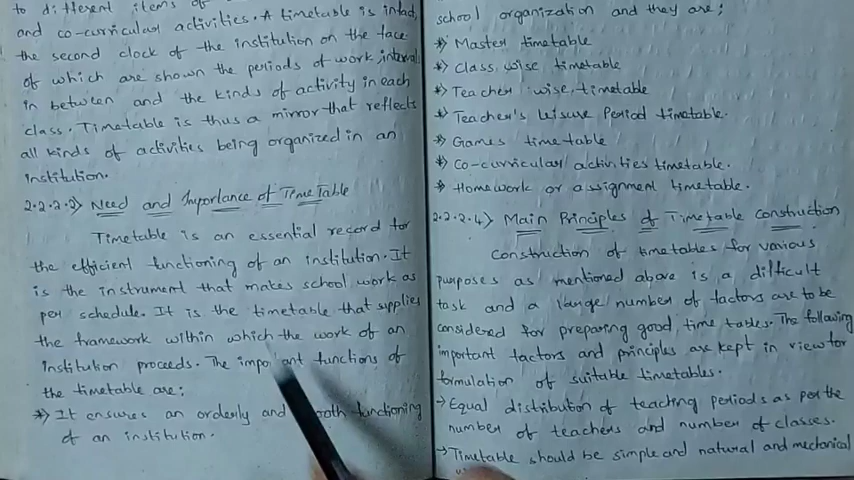 to different items of
and co-curricular activities. A timetable is infact,
the second clock of the institution on the face
of which are shown the periods of work, interval
in between and the kinds of activity in each
class. Timetable is thus a mirror that reflects
all kinds of activities being organized in an
institution.
2.2.2.2) Need and Importance of Time Table
Timetable is an essential record for
the efficient functioning of an institution. It
is the instrument that makes school work as
per schedule. It is the timetable that supplies
the framework within which the work of an
institution proceeds. The important functions of
the timetable are;
*) It ensures an orderly and functioning
of an institution.
school organization and they are;
*) Master timetable
*) Class wise timetable
*) Teacher wise timetable
*) Teacher's Leisure Period timetable.
*) Games timetable
*) Co-curricular activities timetable.
*) Homework or assignment timetable.
2.2.2.4) Main Principles of Timetable Construction
Construction of timetables for various
purposes as mentioned above is a difficult
task and a large number of factors are to be
considered for preparing good time tables. The following
important factors and principles are kept in view for
formulation of suitable timetables.
→ Equal distribution of teaching periods as per the
number of teachers and number of classes.
→ Timetable should be simple and natural and mechanical